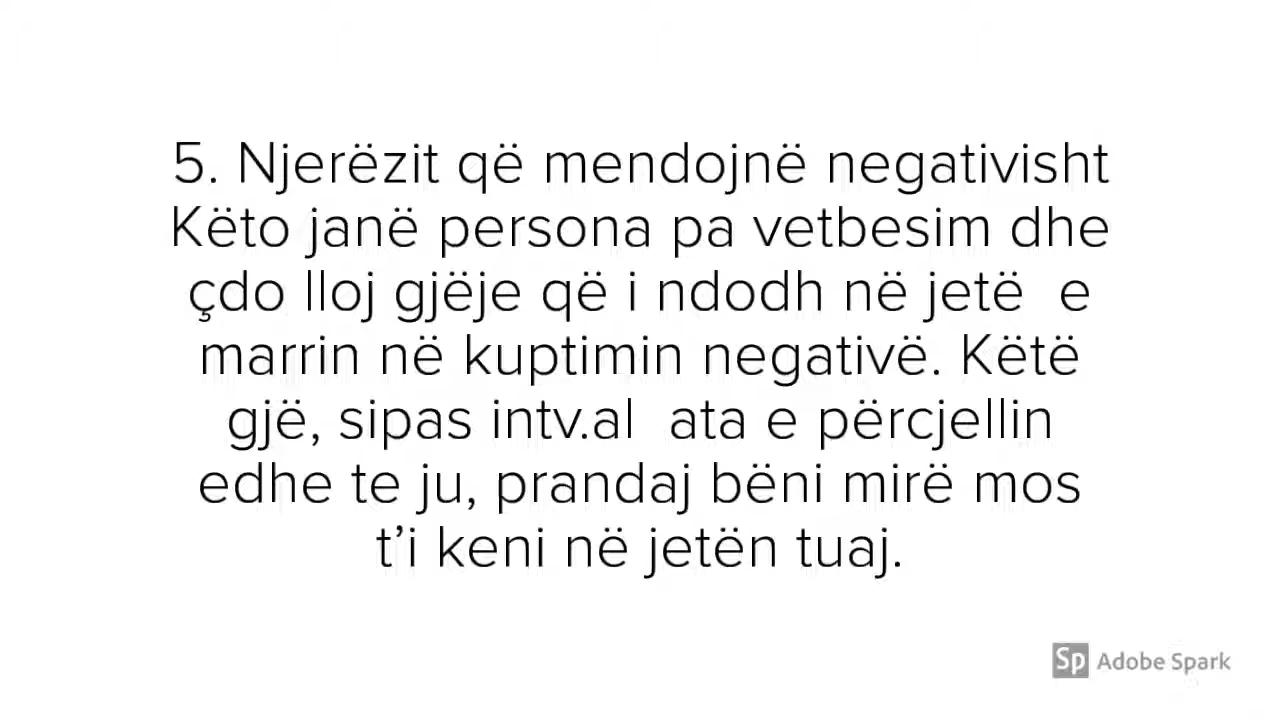 5. Njerëzit që mendojnë negativisht
Këto janë persona pa vetbesim dhe
çdo lloj gjëje që i ndodh në jetë  e
marrin në kuptimin negativë. Këtë
gjë, sipas intv.al  ata e përcjellin
edhe te ju, prandaj bëni mirë mos
t’i keni në jetën tuaj.
Sp Adobe Spark